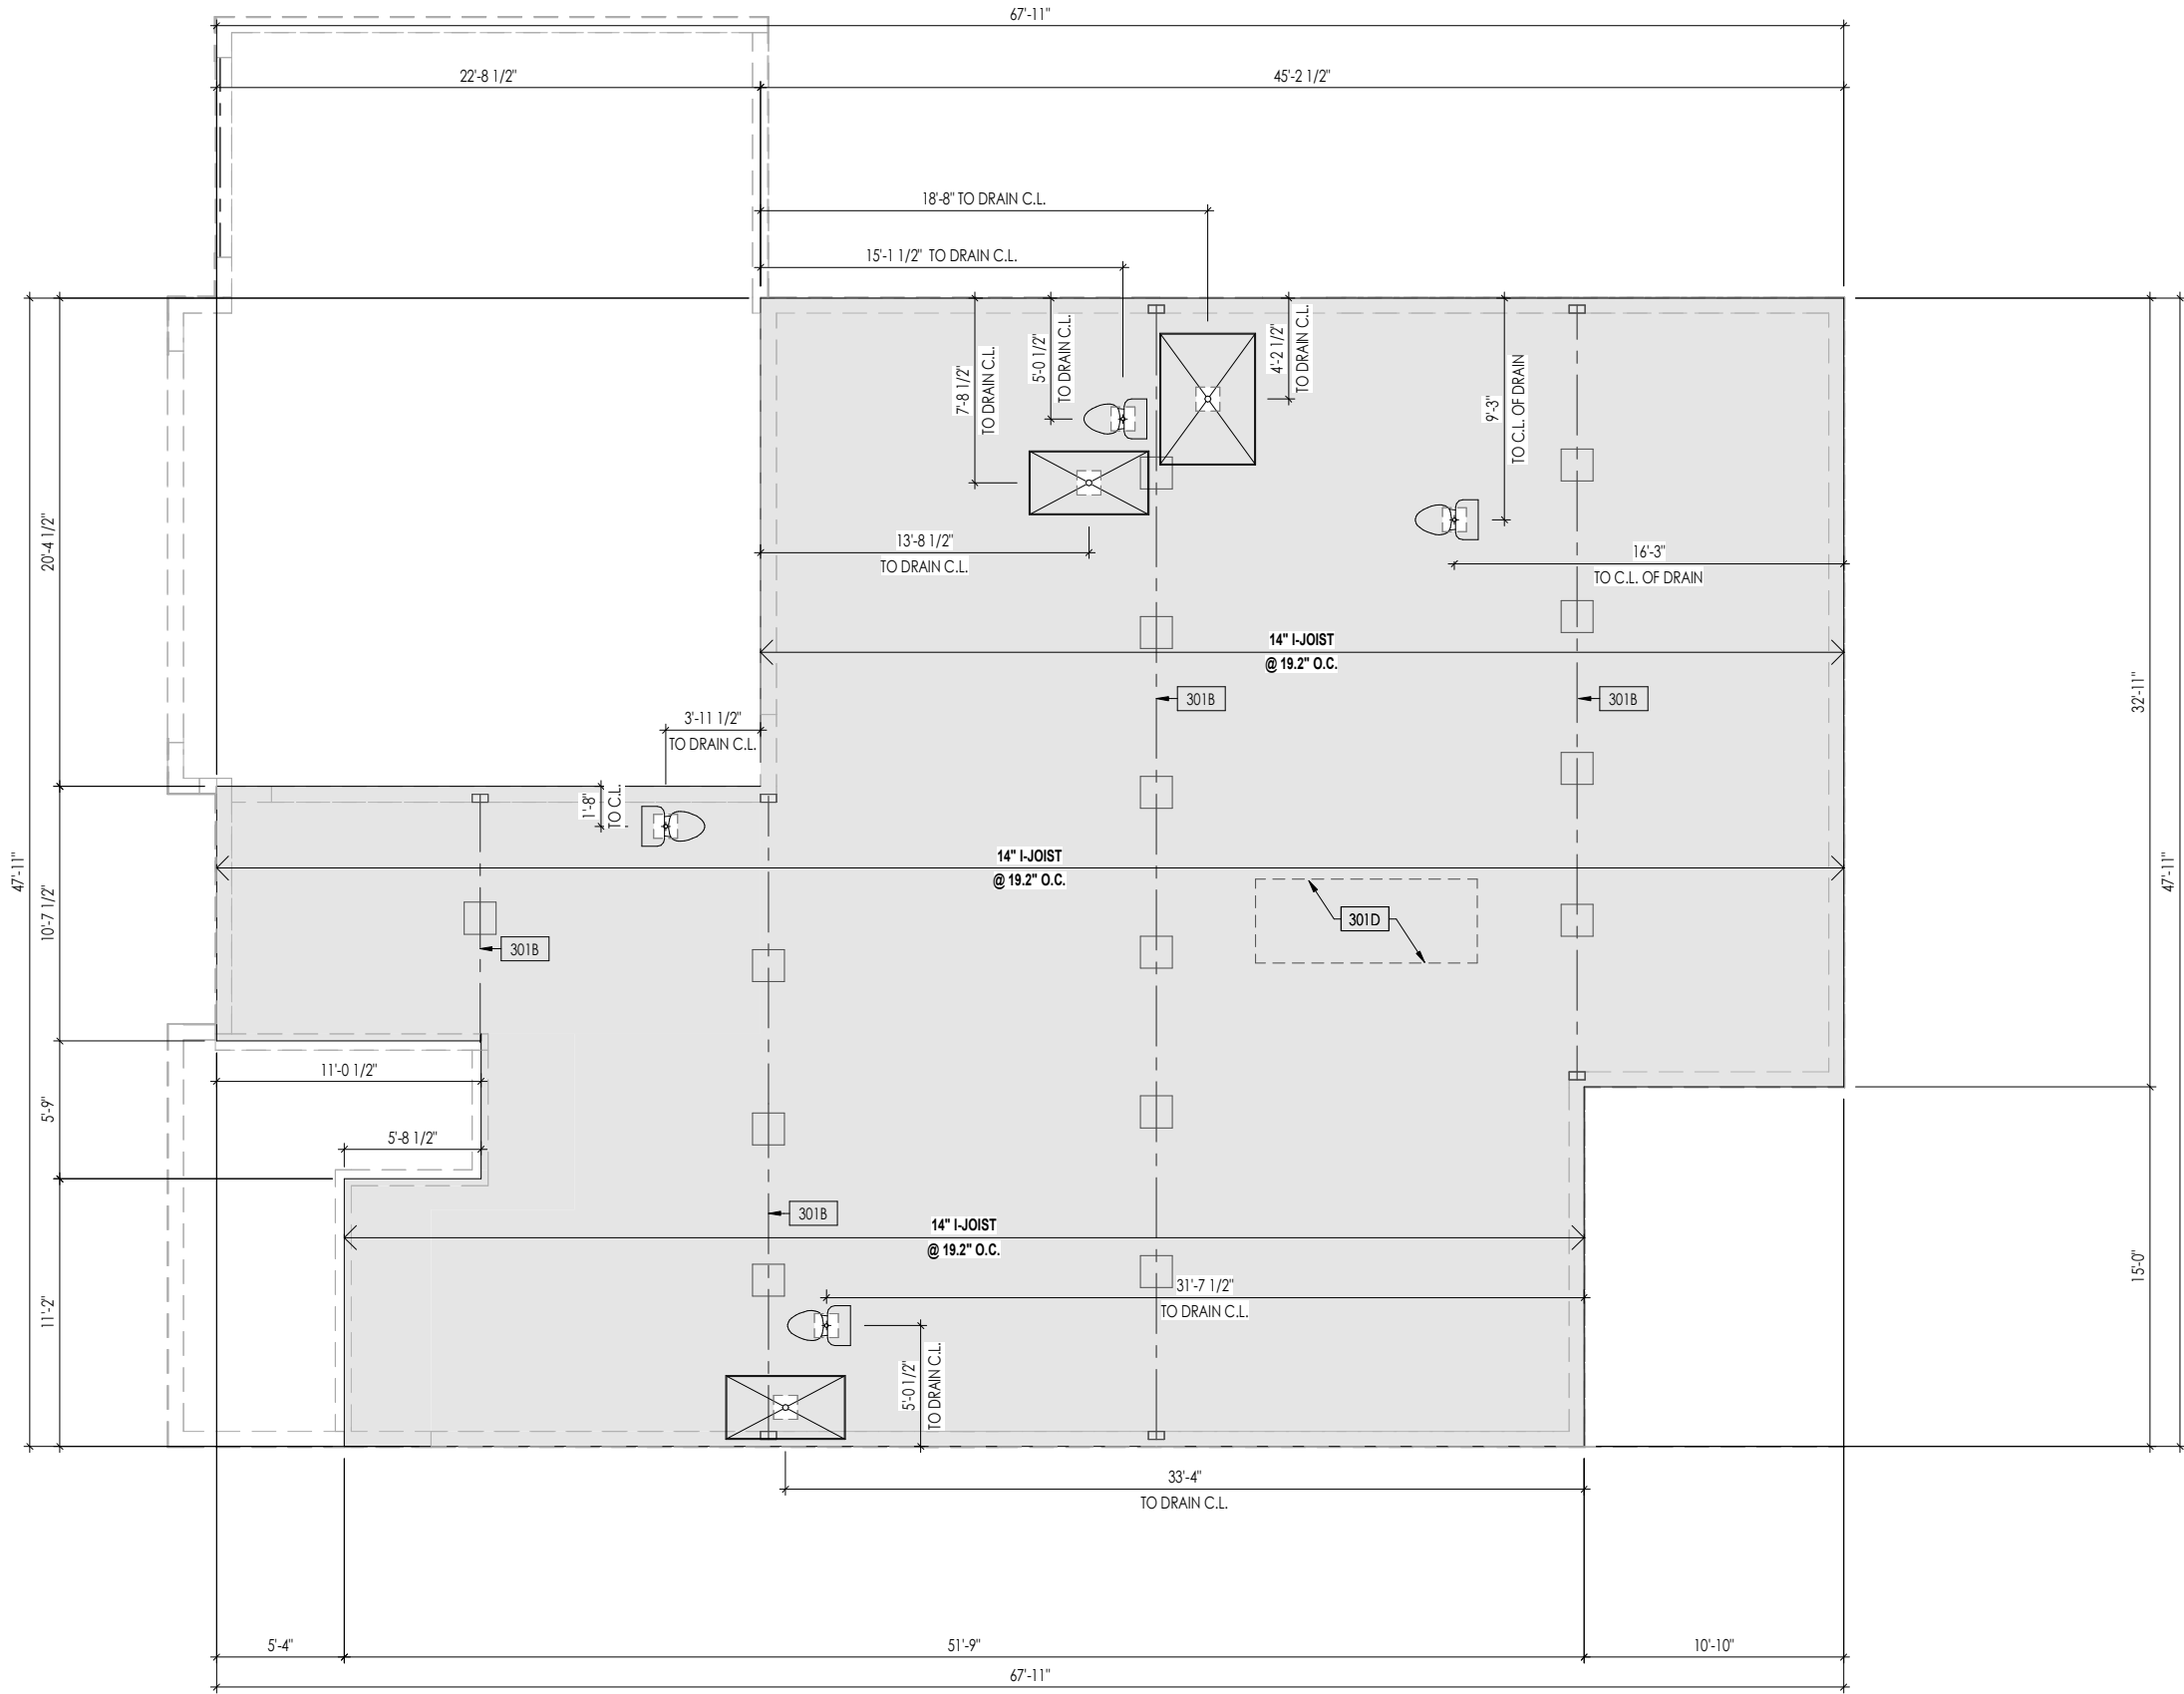 67'-11"
22'-8 1/2"
45'-2 1/2"
18'-8" TO DRAIN C.L.
15'-1 1/2" TO DRAIN C.L.
7'-8 1/2"
TO DRAIN C.L.
5'-0 1/2"
TO DRAIN C.L.
4'-2 1/2"
TO DRAIN C.L.
9'-3"
TO C.L. OF DRAIN
13'-8 1/2"
TO DRAIN C.L.
16'-3"
TO C.L. OF DRAIN
20'-4 1/2"
14" I-JOIST
@ 19.2" O.C.
301B
301B
32'-11"
3'-11 1/2"
TO DRAIN C.L.
1'-8"
TO C.L.
47'-11"
10'-7 1/2"
14" I-JOIST
@ 19.2" O.C.
301D
301B
47'-11"
11'-0 1/2"
5'-9"
5'-8 1/2"
301B
14" I-JOIST
@ 19.2" O.C.
31'-7 1/2"
TO DRAIN C.L.
11'-2"
15'-0"
5'-0 1/2"
TO DRAIN C.L.
33'-4"
TO DRAIN C.L.
5'-4"
51'-9"
10'-10"
67'-11"